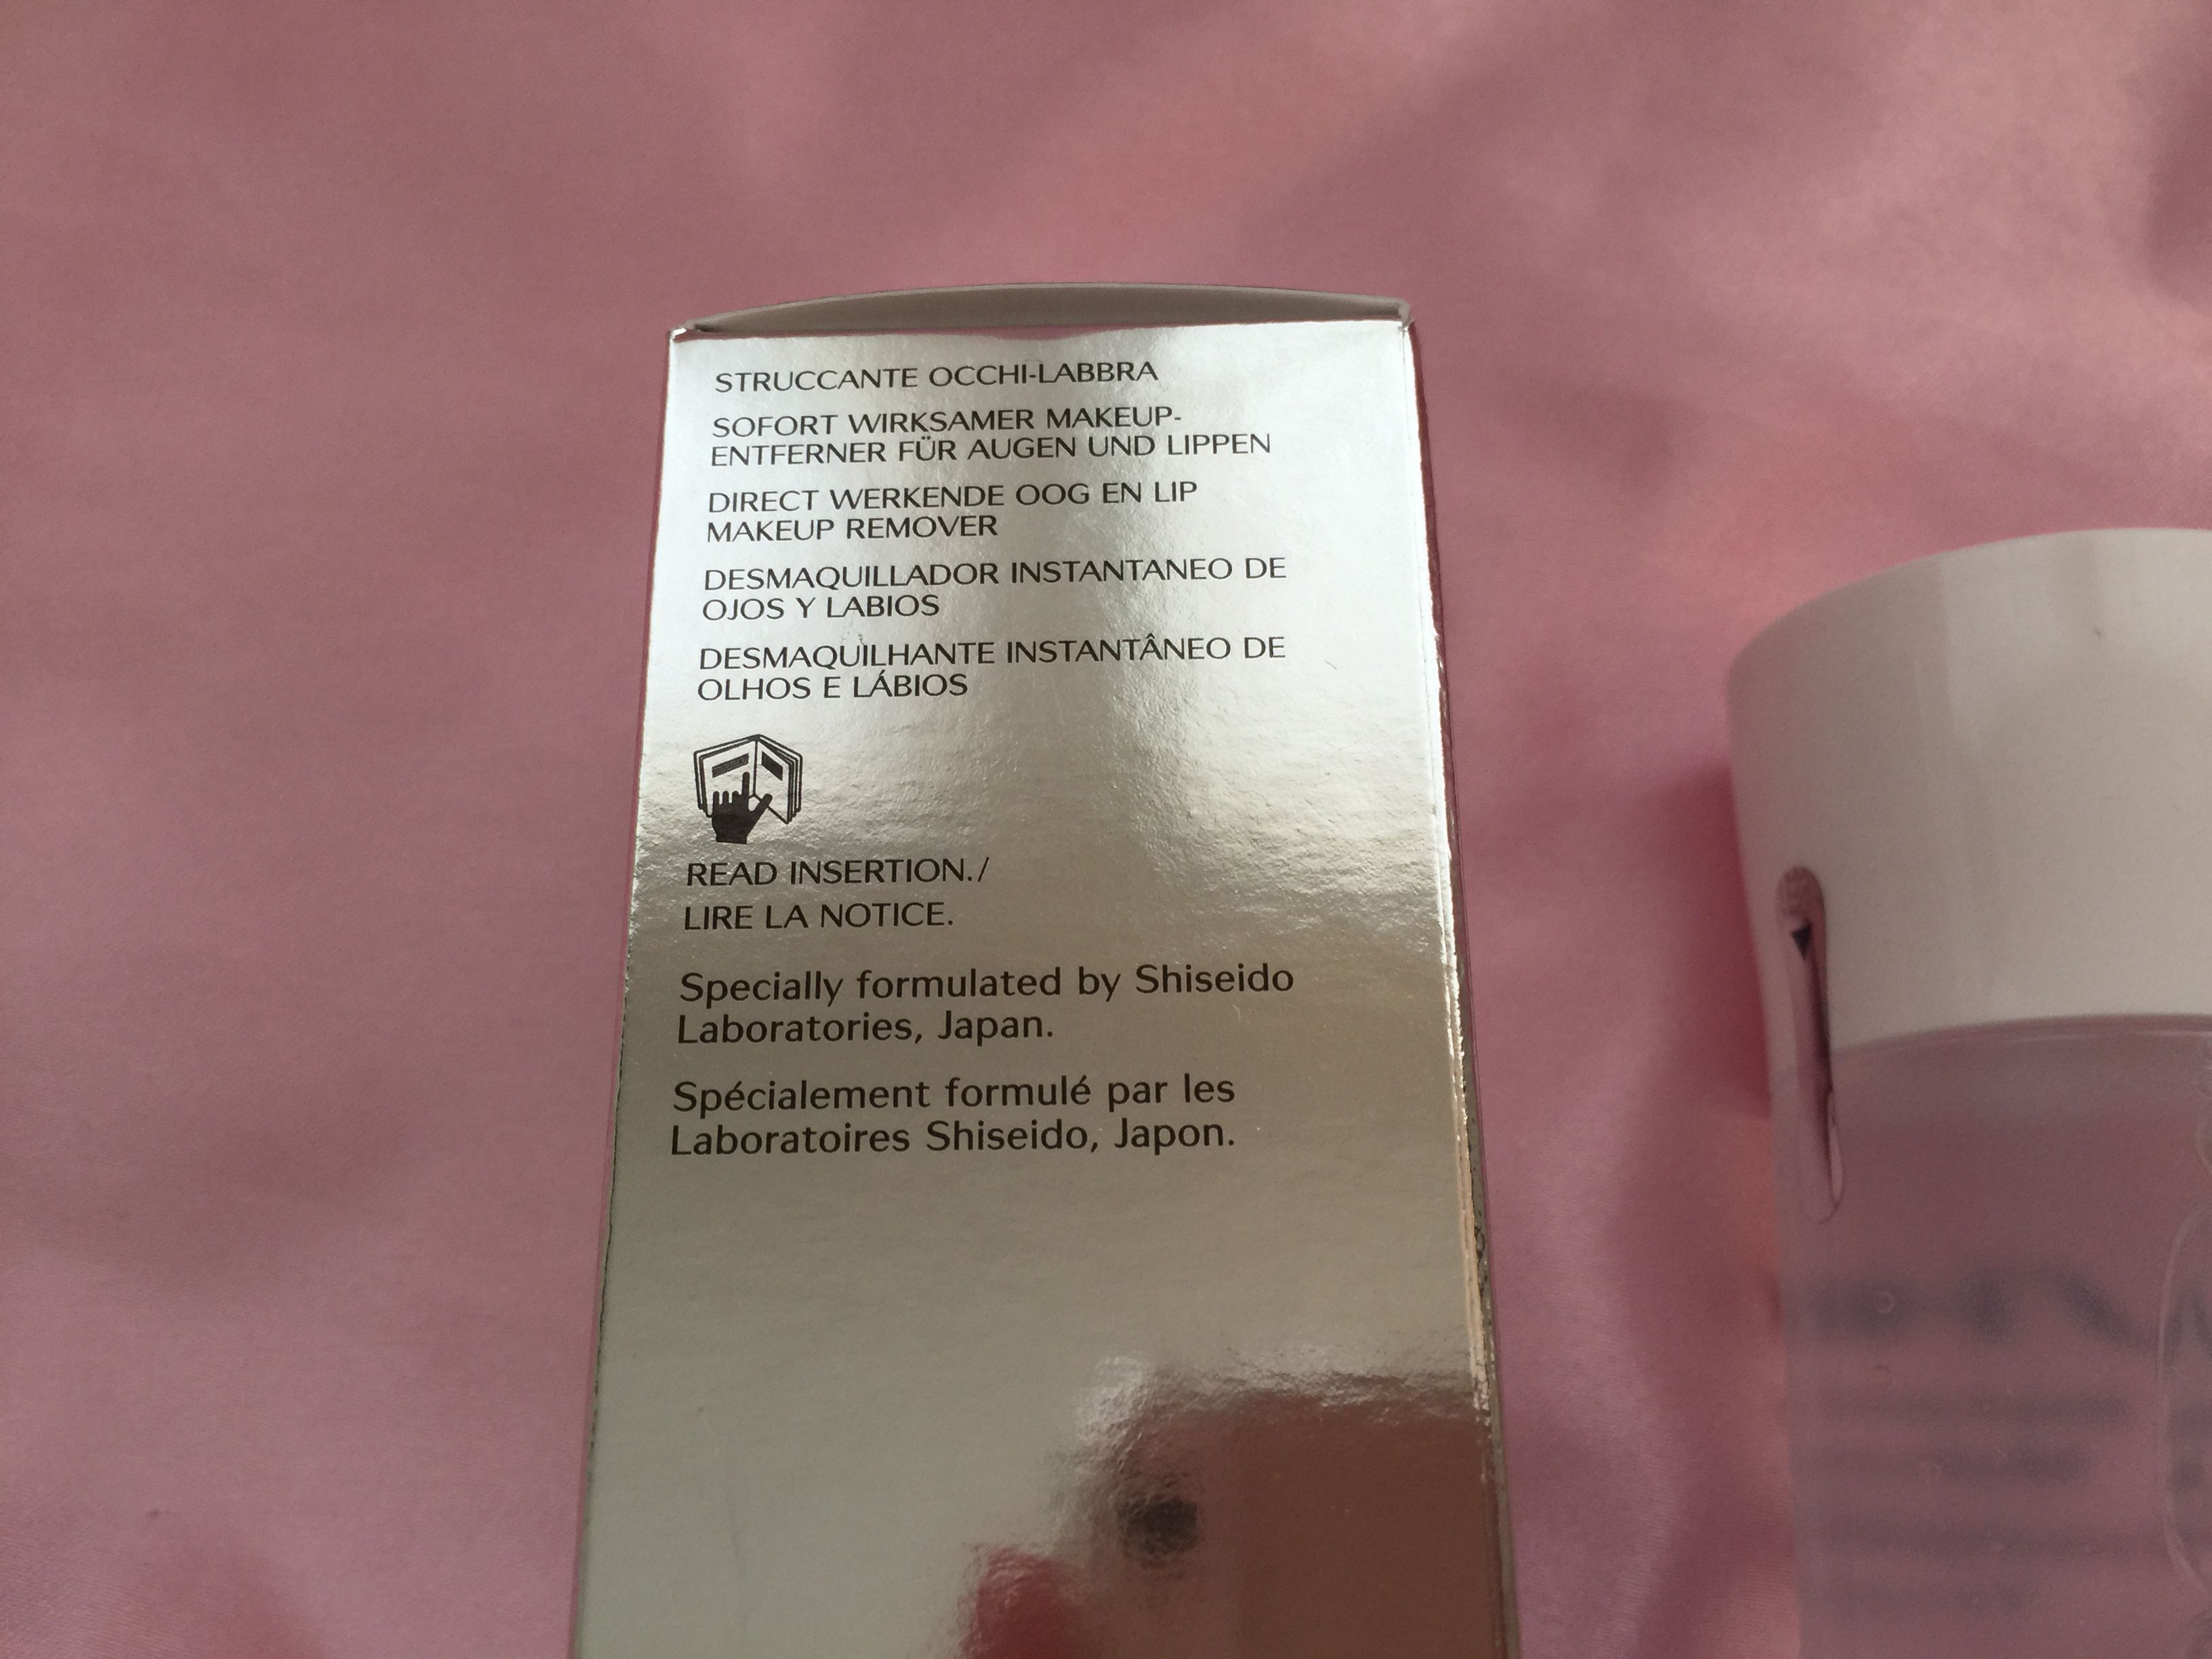 STRUCCANTE OCCHI-LABBRA
SOFORT WIRKSAMER MAKEUP-
ENTFERNER FÜR AUGEN UND LIPPEN
DIRECT WERKENDE OOG EN LIP
MAKEUP REMOVER
DESMAQUILLADOR INSTANTANEO DE
OJOS Y LABIOS
DESMAQUILHANTE INSTANTÂNEO DE
OLHOS E LÁBIOS
READ INSERTION./
LIRE LA NOTICE.
Specially formulated by Shiseido
Laboratories, Japan.
Spécialement formulé par les
Laboratoires Shiseido, Japon.